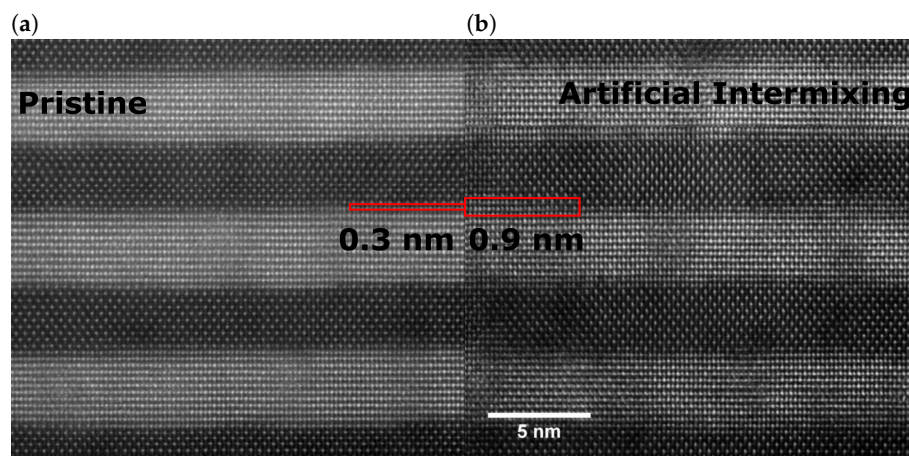 (a)
(b)
Pristine
Artificial Intermixing
0.3 nm
0.9 nm
5 nm